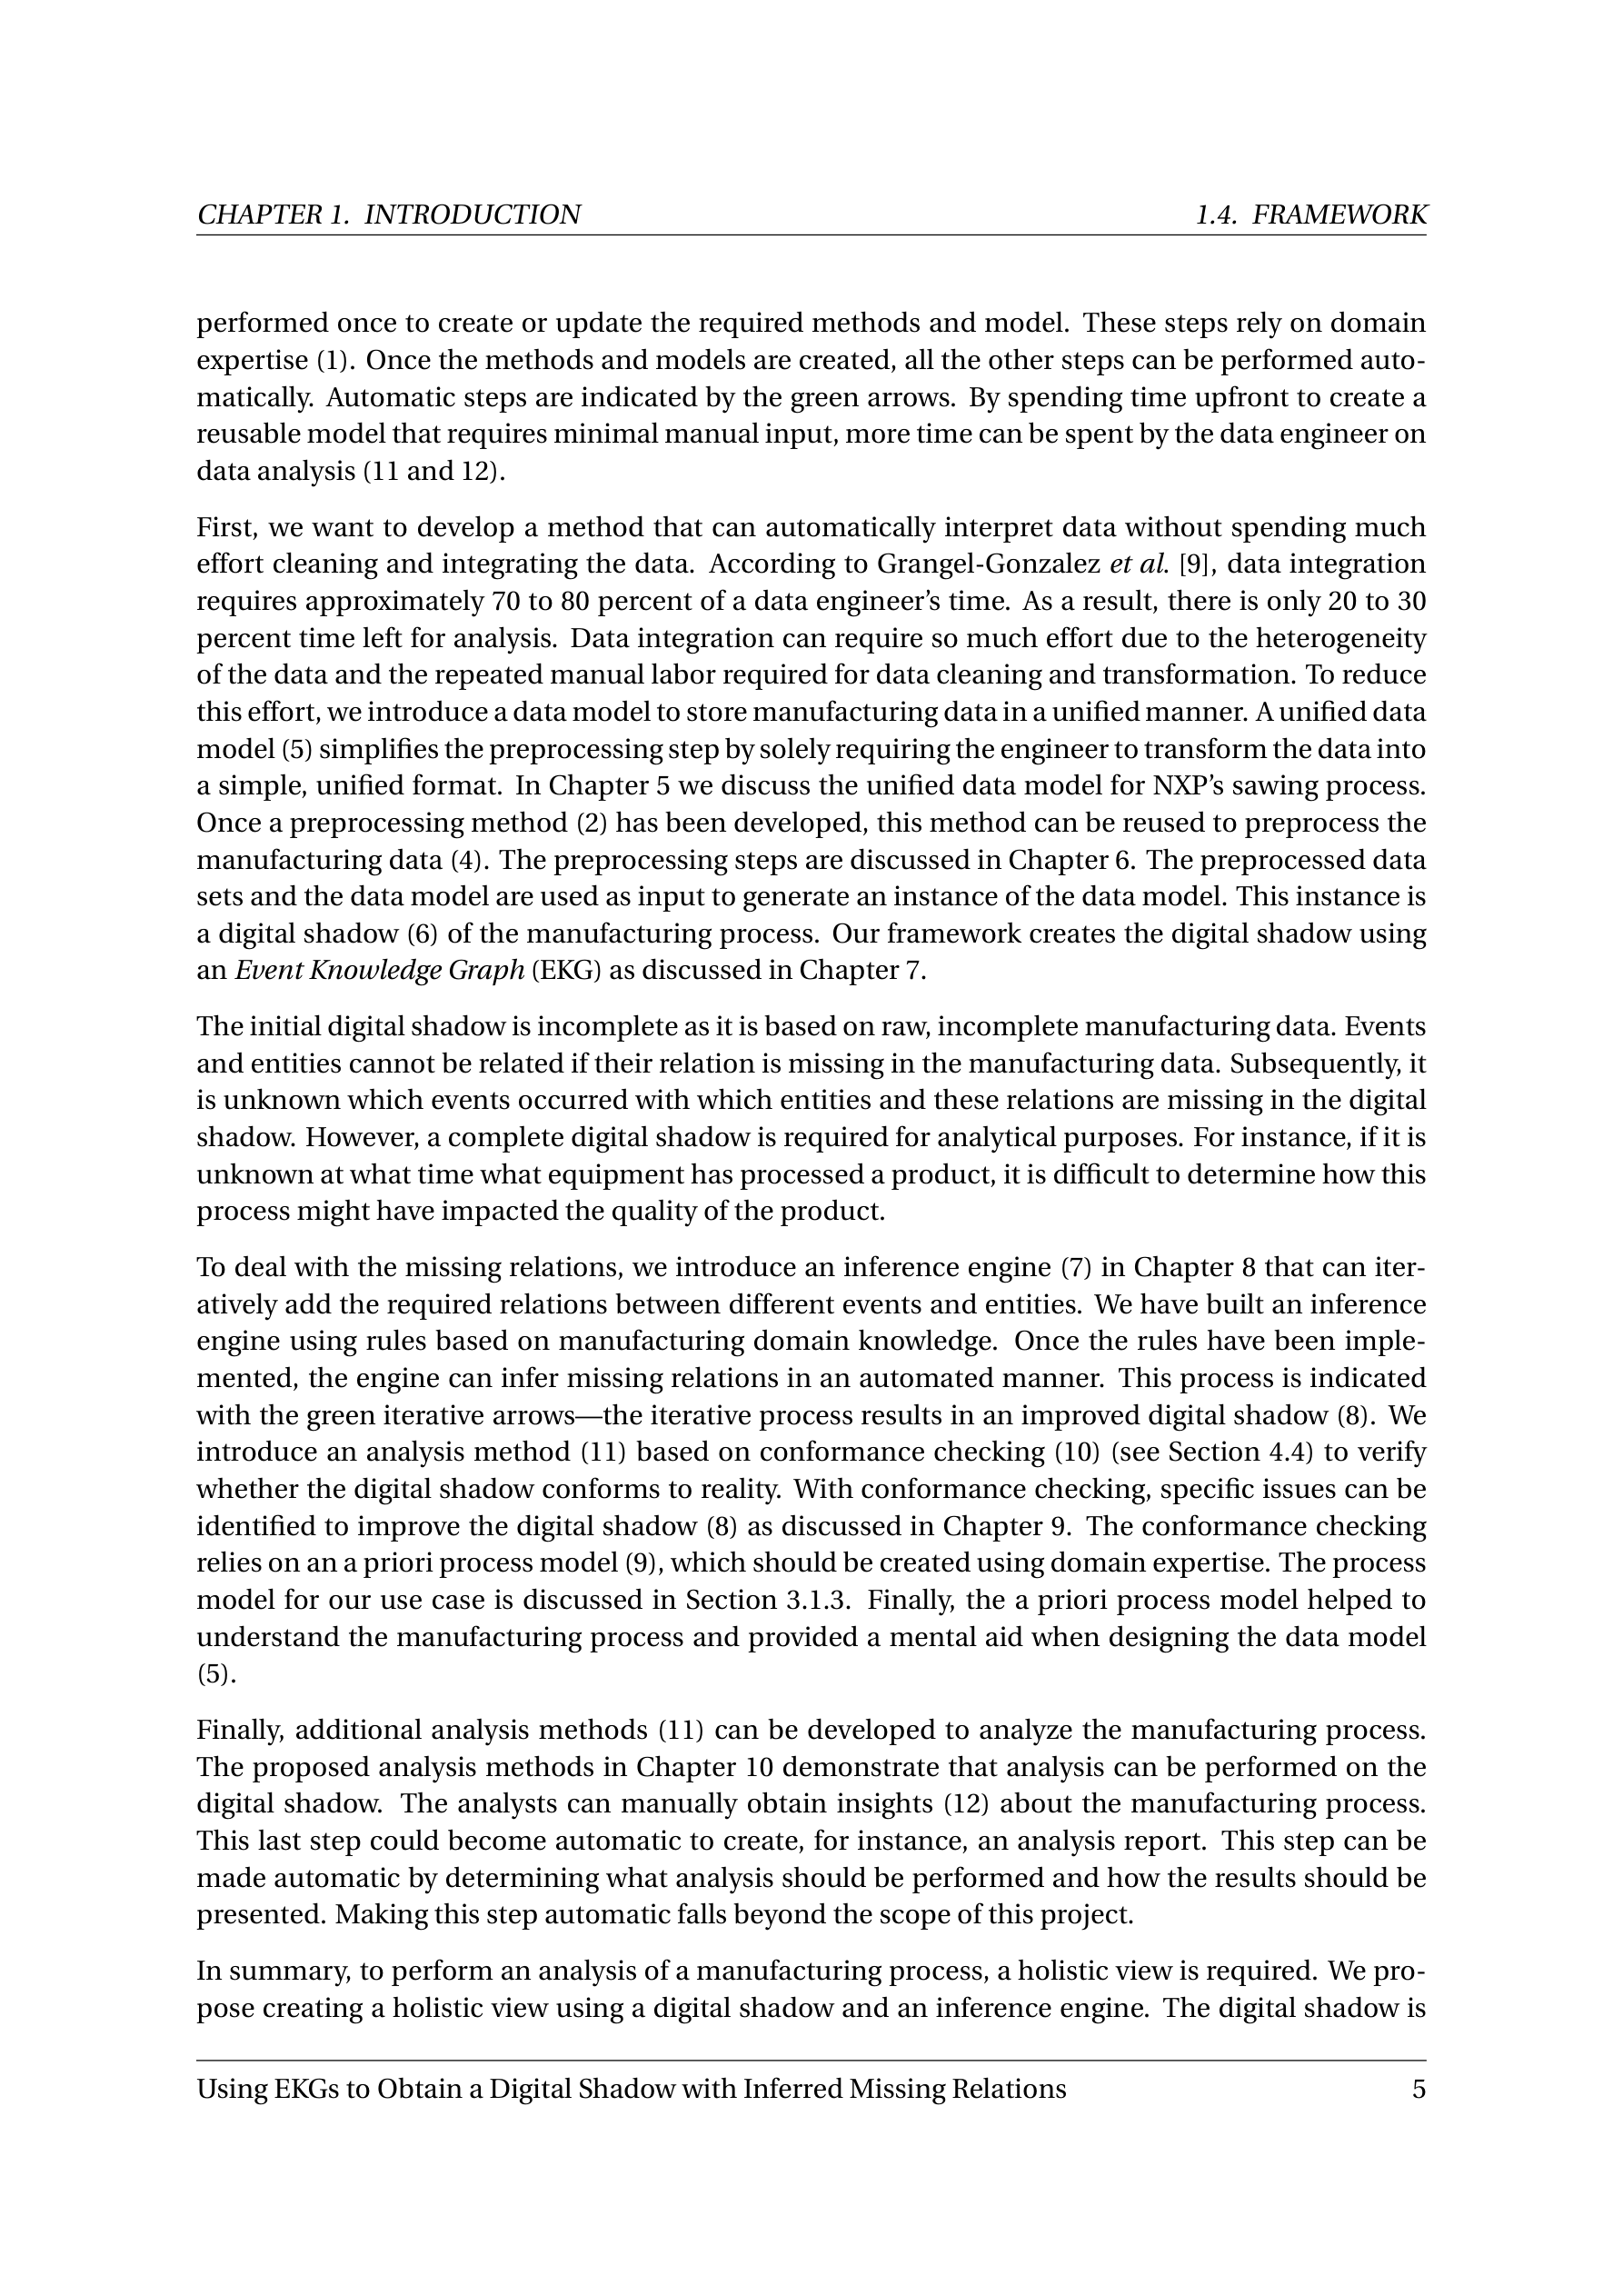 CHAPTER 1. INTRODUCTION 1.4. FRAMEWORK
performed once to create or update the required methods and model. These steps rely on domain
expertise (1). Once the methods and models are created, all the other steps can be performed auto-
matically. Automatic steps are indicated by the green arrows. By spending time upfront to create a
reusable model that requires minimal manual input, more time can be spent by the data engineer on
data analysis (11 and 12).
First, we want to develop a method that can automatically interpret data without spending much
effort cleaning and integrating the data. According to Grangel-Gonzalez et al. [9], data integration
requires approximately 70 to 80 percent of a data engineer's time. As a result, there is only 20 to 30
percent time left for analysis. Data integration can require so much effort due to the heterogeneity
of the data and the repeated manual labor required for data cleaning and transformation. To reduce
this effort, we introduce a data model to store manufacturing data in a unified manner. A unified data
model (5) simplifies the preprocessing step by solely requiring the engineer to transform the data into
a simple, unified format. In Chapter 5 we discuss the unified data model for NXP's sawing process.
Once a preprocessing method (2) has been developed, this method can be reused to preprocess the
manufacturing data (4). The preprocessing steps are discussed in Chapter 6. The preprocessed data
sets and the data model are used as input to generate an instance of the data model. This instance is
a digital shadow (6) of the manufacturing process. Our framework creates the digital shadow using
an Event Knowledge Graph (EKG) as discussed in Chapter 7.
The initial digital shadow is incomplete as it is based on raw, incomplete manufacturing data. Events
and entities cannot be related if their relation is missing in the manufacturing data. Subsequently, it
is unknown which events occurred with which entities and these relations are missing in the digital
shadow. However, a complete digital shadow is required for analytical purposes. For instance, if it is
unknown at what time what equipment has processed a product, it is difficult to determine how this
process might have impacted the quality of the product.
To deal with the missing relations, we introduce an inference engine (7) in Chapter 8 that can iter-
atively add the required relations between different events and entities. We have built an inference
engine using rules based on manufacturing domain knowledge. Once the rules have been imple-
mented, the engine can infer missing relations in an automated manner. This process is indicated
with the green iterative arrows—the iterative process results in an improved digital shadow (8). We
introduce an analysis method (11) based on conformance checking (10) (see Section 4.4) to verify
whether the digital shadow conforms to reality. With conformance checking, specific issues can be
identified to improve the digital shadow (8) as discussed in Chapter 9. The conformance checking
relies on an a priori process model (9), which should be created using domain expertise. The process
model for our use case is discussed in Section 3.1.3. Finally, the a priori process model helped to
understand the manufacturing process and provided a mental aid when designing the data model
(5).
Finally, additional analysis methods (11) can be developed to analyze the manufacturing process.
The proposed analysis methods in Chapter 10 demonstrate that analysis can be performed on the
digital shadow. The analysts can manually obtain insights (12) about the manufacturing process.
This last step could become automatic to create, for instance, an analysis report. This step can be
made automatic by determining what analysis should be performed and how the results should be
presented. Making this step automatic falls beyond the scope of this project.
In summary, to perform an analysis of a manufacturing process, a holistic view is required. We pro-
pose creating a holistic view using a digital shadow and an inference engine. The digital shadow is
Using EKGs to Obtain a Digital Shadow with Inferred Missing Relations 5